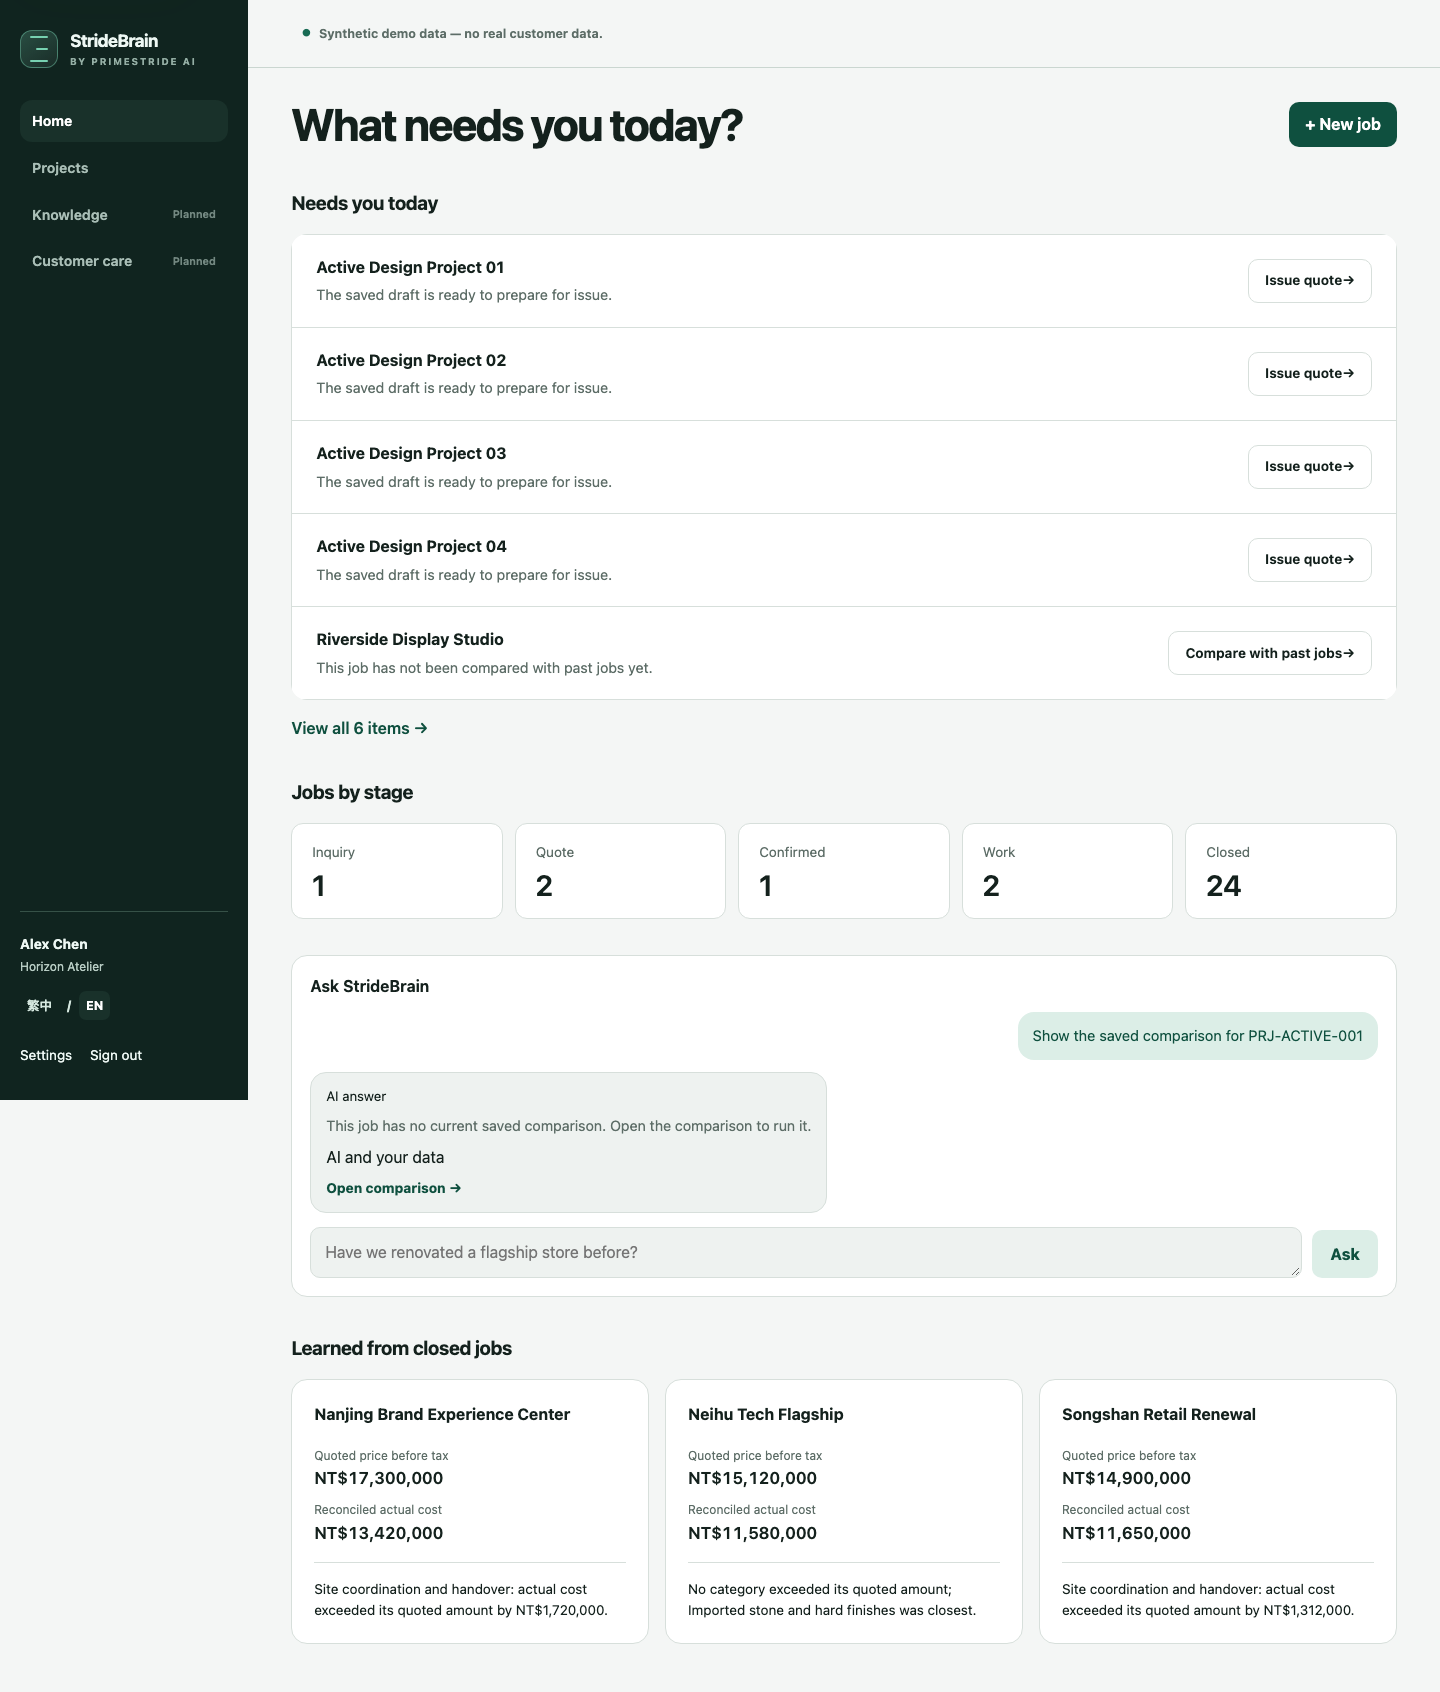 StrideBrain
BY PRIMESTRIDE AI
Home
Projects
Knowledge Planned
Customer care Planned
Alex Chen
Horizon Atelier
繁中 / EN
Settings Sign out
Synthetic demo data — no real customer data.
What needs you today?
+ New job
Needs you today
Active Design Project 01
The saved draft is ready to prepare for issue.
Issue quote→
Active Design Project 02
The saved draft is ready to prepare for issue.
Issue quote→
Active Design Project 03
The saved draft is ready to prepare for issue.
Issue quote→
Active Design Project 04
The saved draft is ready to prepare for issue.
Issue quote→
Riverside Display Studio
This job has not been compared with past jobs yet.
Compare with past jobs→
View all 6 items →
Jobs by stage
Inquiry
1
Quote
2
Confirmed
1
Work
2
Closed
24
Ask StrideBrain
Show the saved comparison for PRJ-ACTIVE-001
AI answer
This job has no current saved comparison. Open the comparison to run it.
AI and your data
Open comparison →
Have we renovated a flagship store before?
Ask
Learned from closed jobs
Nanjing Brand Experience Center
Quoted price before tax
NT$17,300,000
Reconciled actual cost
NT$13,420,000
Site coordination and handover: actual cost
exceeded its quoted amount by NT$1,720,000.
Neihu Tech Flagship
Quoted price before tax
NT$15,120,000
Reconciled actual cost
NT$11,580,000
No category exceeded its quoted amount;
Imported stone and hard finishes was closest.
Songshan Retail Renewal
Quoted price before tax
NT$14,900,000
Reconciled actual cost
NT$11,650,000
Site coordination and handover: actual cost
exceeded its quoted amount by NT$1,312,000.